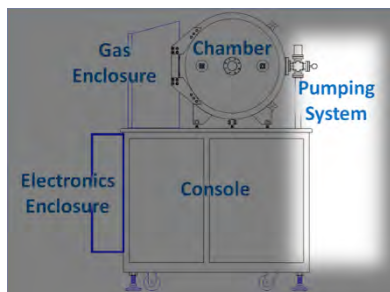 Gas
Enclosure
Chamber
Pumping
System
Electronics
Enclosure
Console